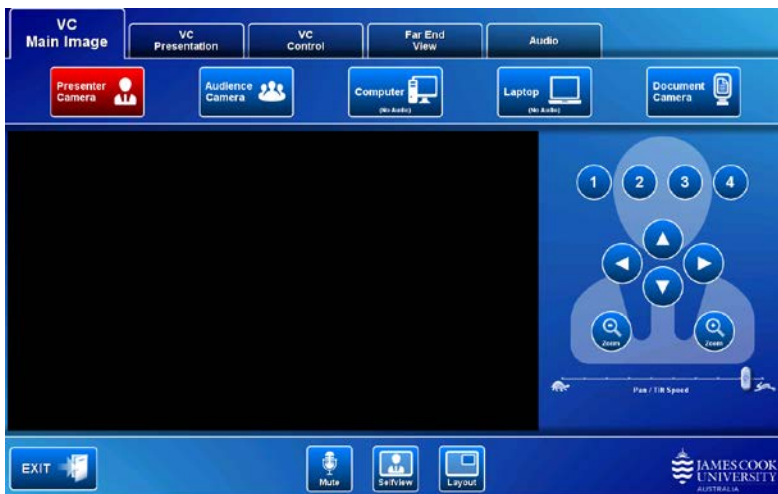 VC
Main Image
VC
Presentation
VC
Control
Far End
View
Audio
Presenter
Camera
Audience
Camera
Computer
(No Audio)
Laptop
(No Audio)
Document
Camera
1 2 3 4
Zoom
Zoom
Pan / Tilt Speed
EXIT
Mute
Selfview
Layout
JAMES COOK
UNIVERSITY
AUSTRALIA